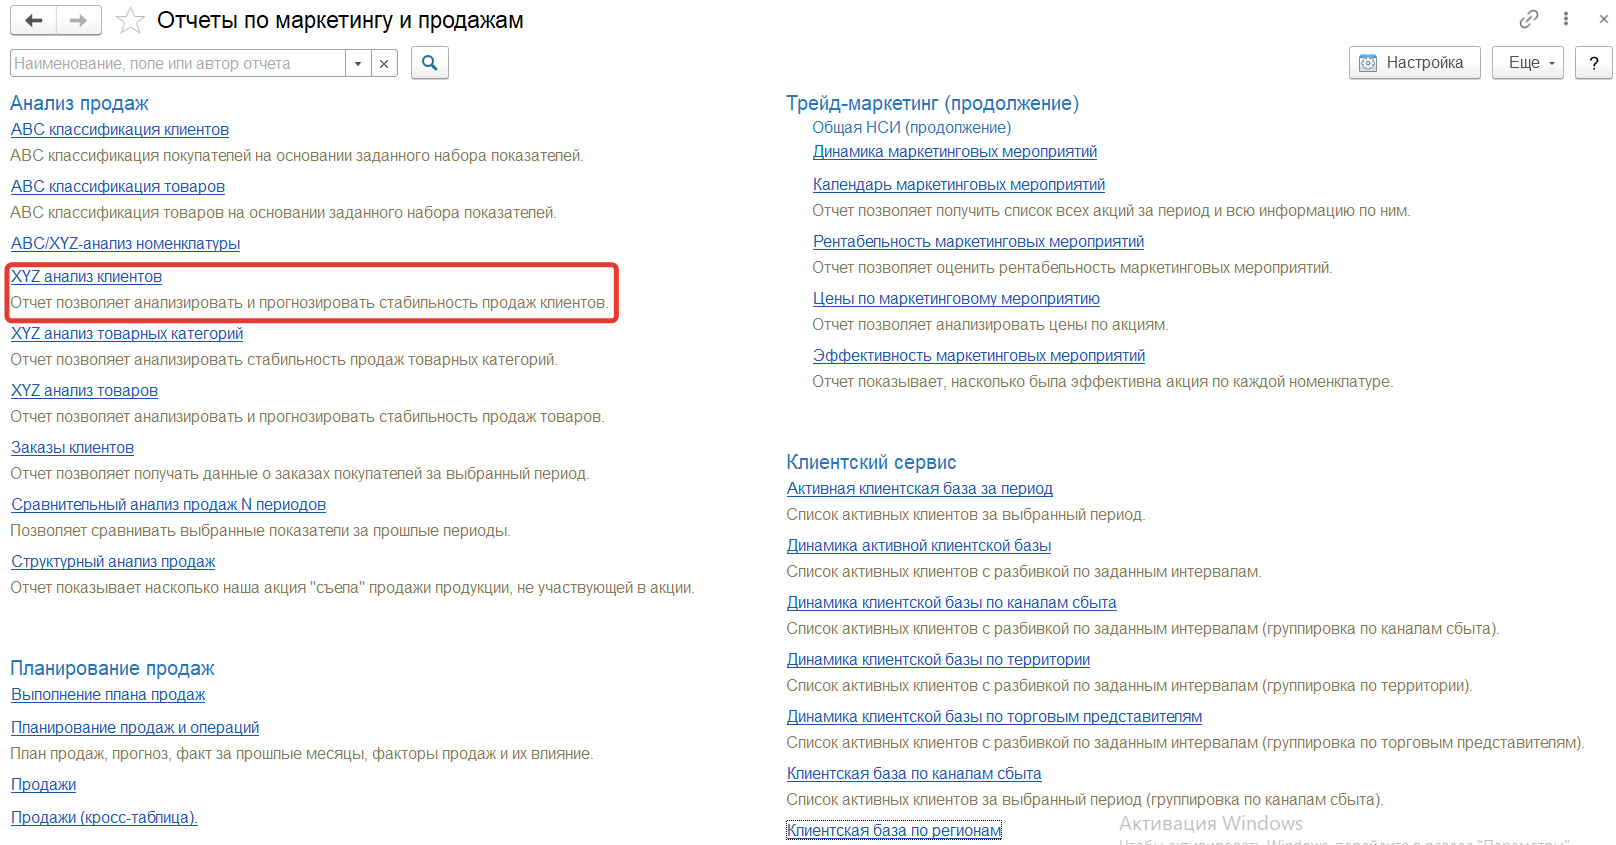 Отчеты по маркетингу и продажам
Наименование, поле или автор отчета
Настройка
Еще
?
Анализ продаж
ABC классификация клиентов
ABC классификация покупателей на основании заданного набора показателей.
ABC классификация товаров
ABC классификация товаров на основании заданного набора показателей.
ABC/XYZ-анализ номенклатуры
XYZ анализ клиентов
Отчет позволяет анализировать и прогнозировать стабильность продаж клиентов.
XYZ анализ товарных категорий
Отчет позволяет анализировать стабильность продаж товарных категорий.
XYZ анализ товаров
Отчет позволяет анализировать и прогнозировать стабильность продаж товаров.
Заказы клиентов
Отчет позволяет получать данные о заказах покупателей за выбранный период.
Сравнительный анализ продаж N периодов
Позволяет сравнивать выбранные показатели за прошлые периоды.
Структурный анализ продаж
Отчет показывает насколько наша акция "съела" продажи продукции, не участвующей в акции.
Планирование продаж
Выполнение плана продаж
Планирование продаж и операций
План продаж, прогноз, факт за прошлые месяцы, факторы продаж и их влияние.
Продажи
Продажи (кросс-таблица).
Трейд-маркетинг (продолжение)
Общая НСИ (продолжение)
Динамика маркетинговых мероприятий
Календарь маркетинговых мероприятий
Отчет позволяет получить список всех акций за период и всю информацию по ним.
Рентабельность маркетинговых мероприятий
Отчет позволяет оценить рентабельность маркетинговых мероприятий.
Цены по маркетинговому мероприятию
Отчет позволяет анализировать цены по акциям.
Эффективность маркетинговых мероприятий
Отчет показывает, насколько была эффективна акция по каждой номенклатуре.
Клиентский сервис
Активная клиентская база за период
Список активных клиентов за выбранный период.
Динамика активной клиентской базы
Список активных клиентов с разбивкой по заданным интервалам.
Динамика клиентской базы по каналам сбыта
Список активных клиентов с разбивкой по заданным интервалам (группировка по каналам сбыта).
Динамика клиентской базы по территории
Список активных клиентов с разбивкой по заданным интервалам (группировка по территории).
Динамика клиентской базы по торговым представителям
Список активных клиентов с разбивкой по заданным интервалам (группировка по торговым представителям).
Клиентская база по каналам сбыта
Список активных клиентов за выбранный период (группировка по каналам сбыта).
Клиентская база по регионам
Активация Windows
Чтобы активировать Windows, перейдите в раздел "Параметры".